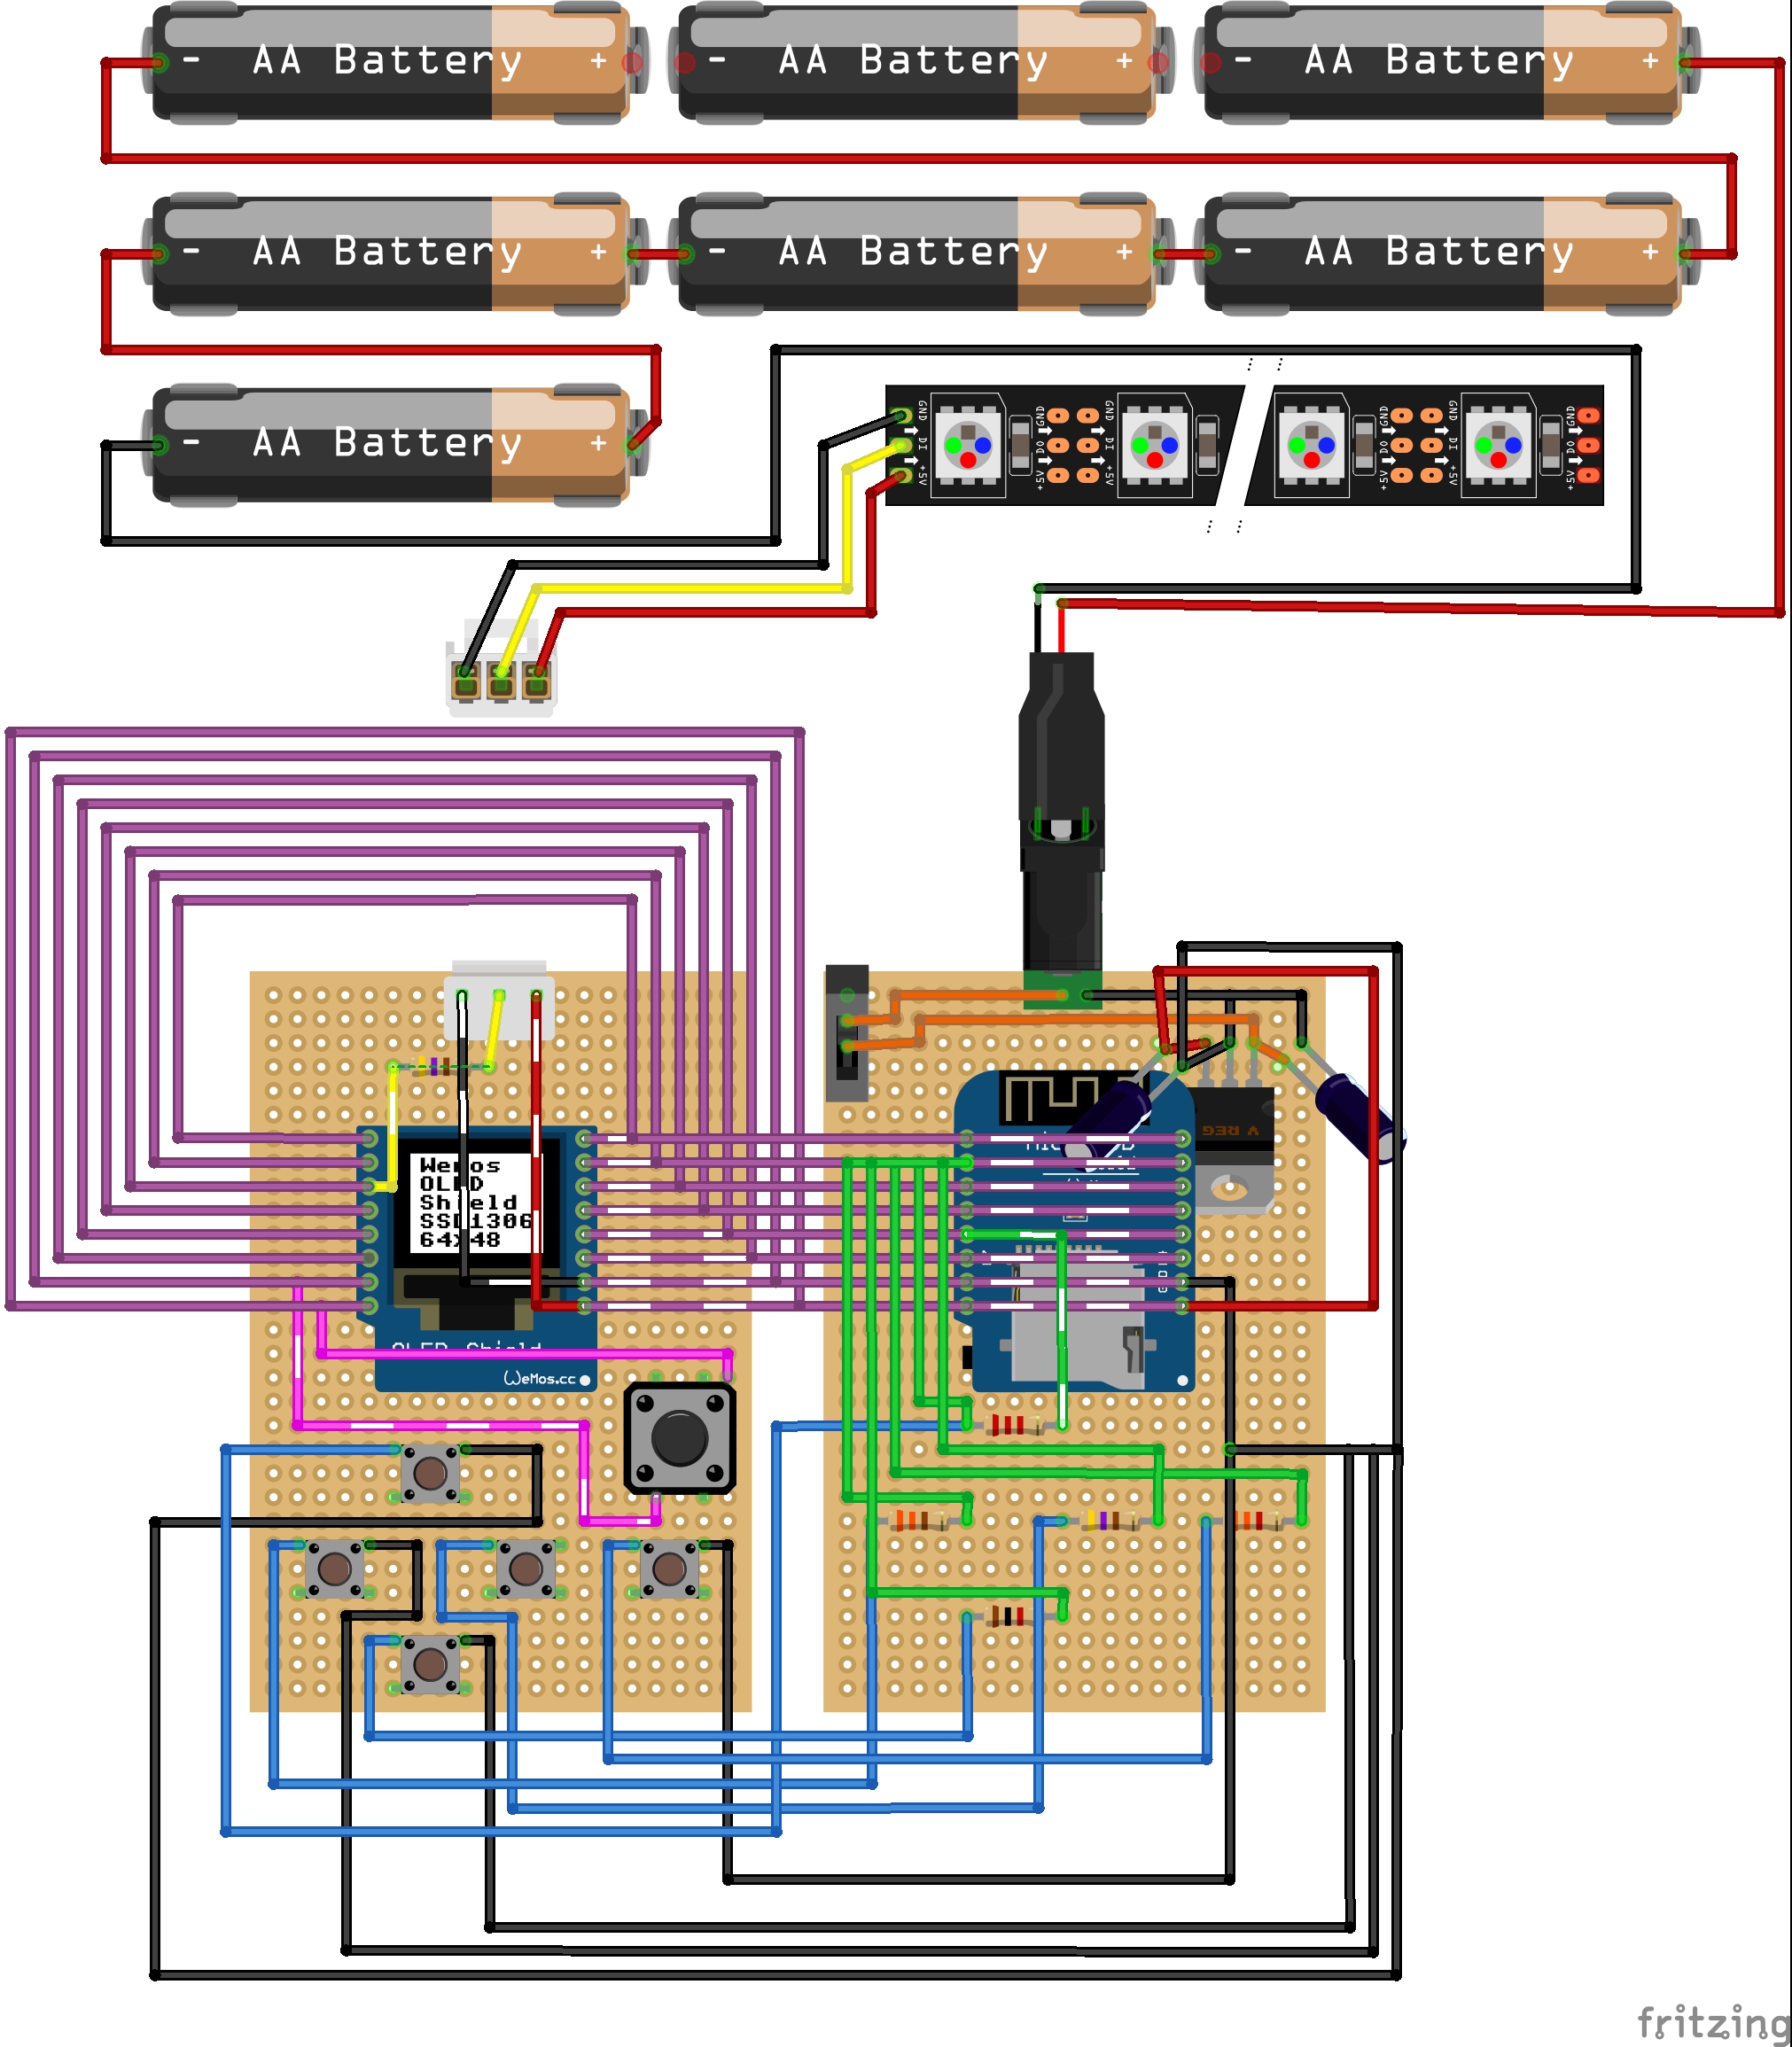 - AA Battery +
- AA Battery +
- AA Battery +
- AA Battery +
- AA Battery +
- AA Battery +
- AA Battery +
GND
DI
+5V
GND
DO
+5V
GND
DI
+5V
GND
DO
+5V
GND
DI
+5V
GND
DO
+5V
Wemos
OLED
Shield
SSD1306
64x48
OLED Shield
WeMos.cc
V REG
fritzing